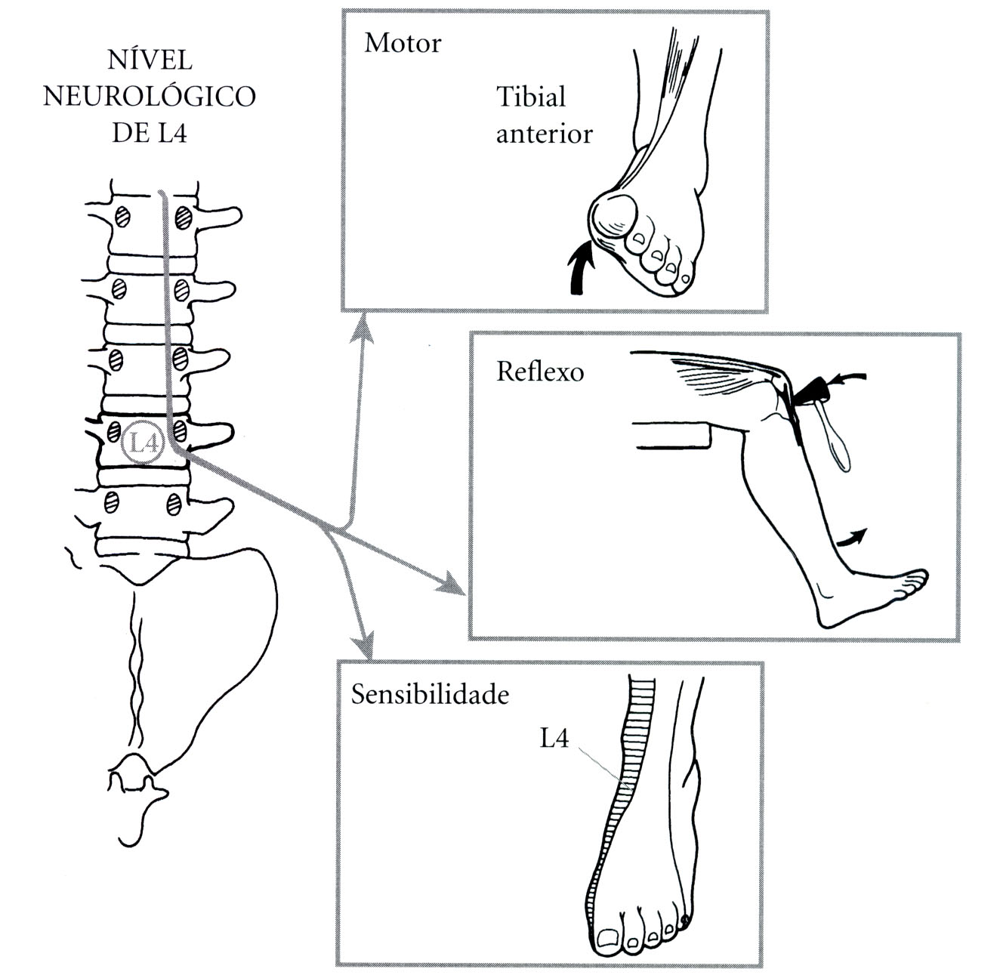 NÍVEL
NEUROLÓGICO
DE L4
Motor
Tibial
anterior
Reflexo
L4
Sensibilidade
L4